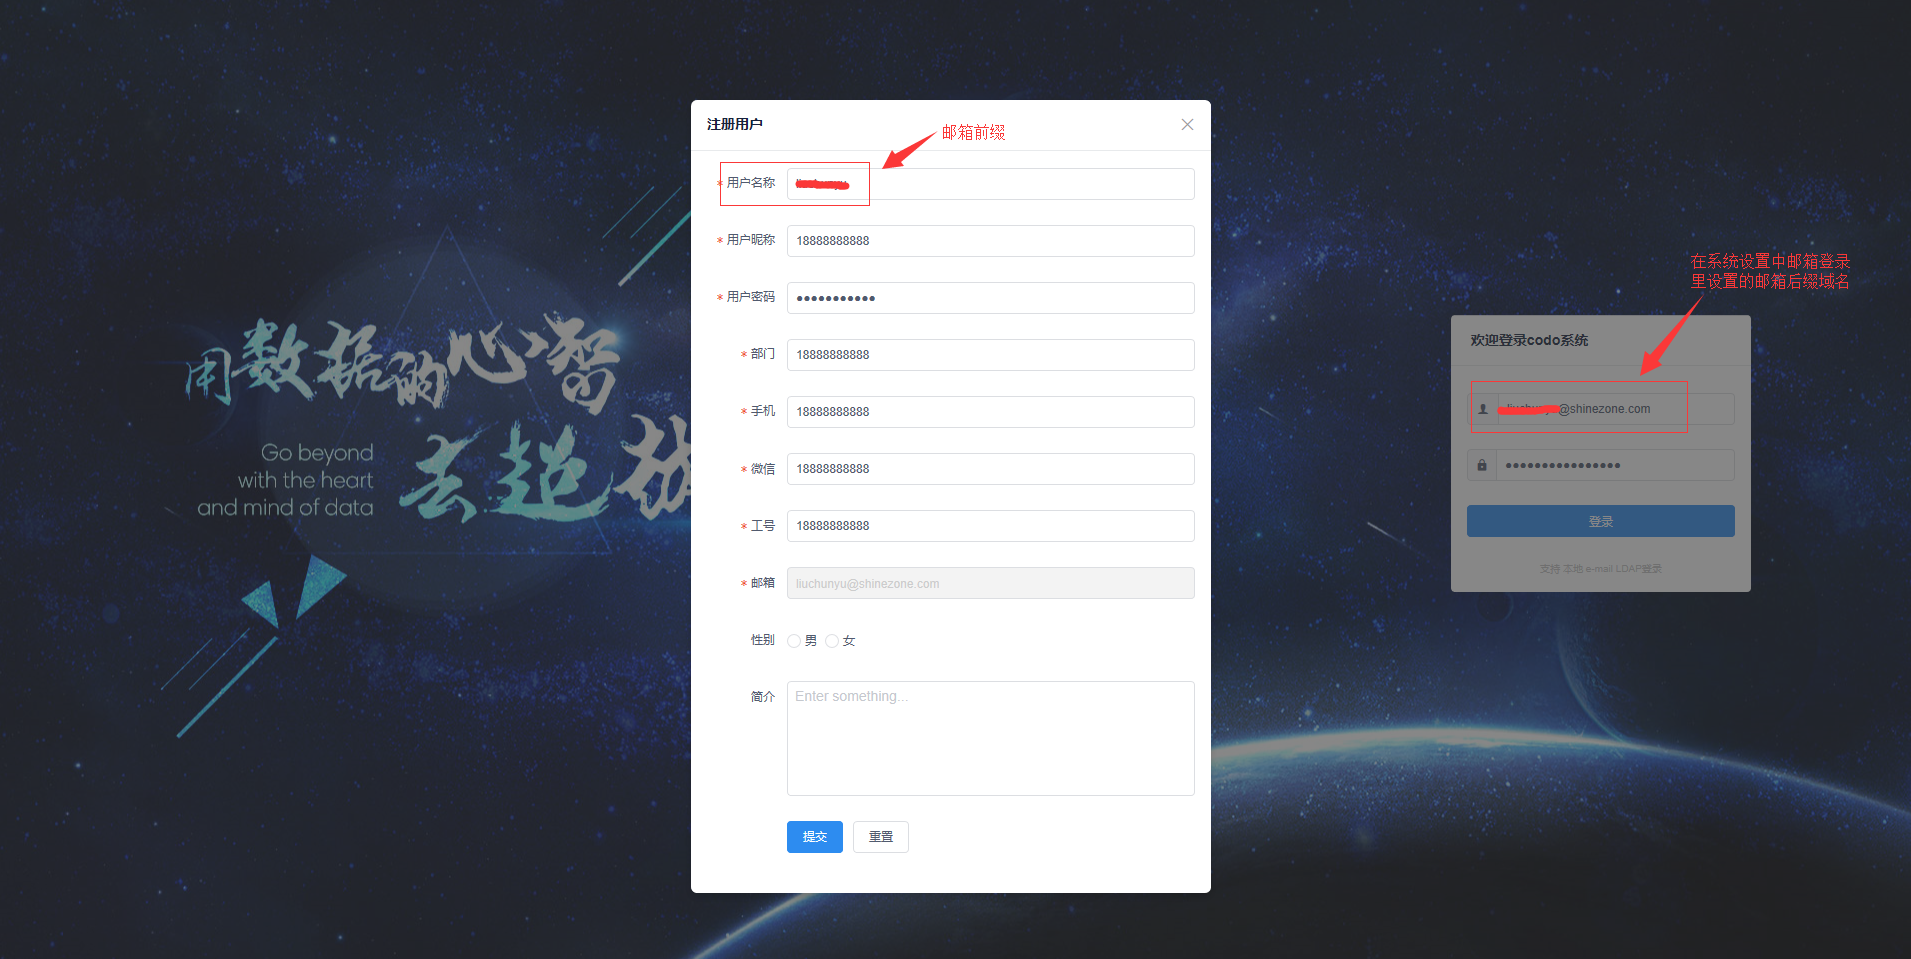 用数据的心智
去超越
Go beyond
with the heart
and mind of data
注册用户
邮箱前缀
* 用户名称
* 用户昵称 18888888888
* 用户密码 ●●●●●●●●●●●
* 部门 18888888888
* 手机 18888888888
* 微信 18888888888
* 工号 18888888888
* 邮箱 liuchunyu@shinezone.com
性别 男 女
简介 Enter something...
提交 重置
在系统设置中邮箱登录
里设置的邮箱后缀域名
欢迎登录codo系统
@shinezone.com
●●●●●●●●●●●●●●●●
登录
支持 本地 e-mail LDAP登录